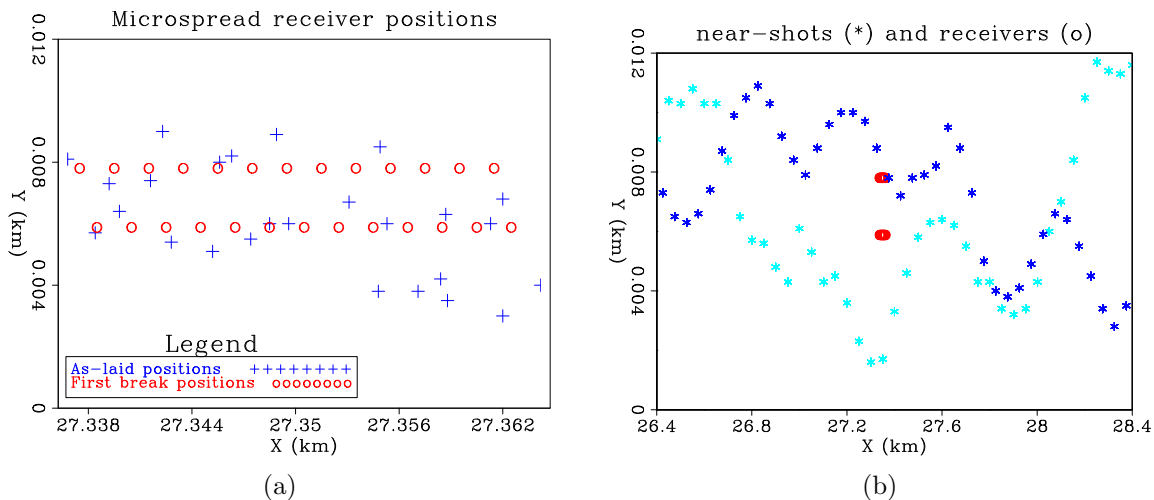 Microspread receiver positions
0.012
0.008
0.004
0
Y (km)
Legend
As-laid positions ++++++++
First break positions oooooooo
27.338 27.344 27.35 27.356 27.362
X (km)
(a)
near-shots (*) and receivers (o)
0.012
0.008
0.004
0
Y (km)
26.4 26.8 27.2 27.6 28 28.4
X (km)
(b)